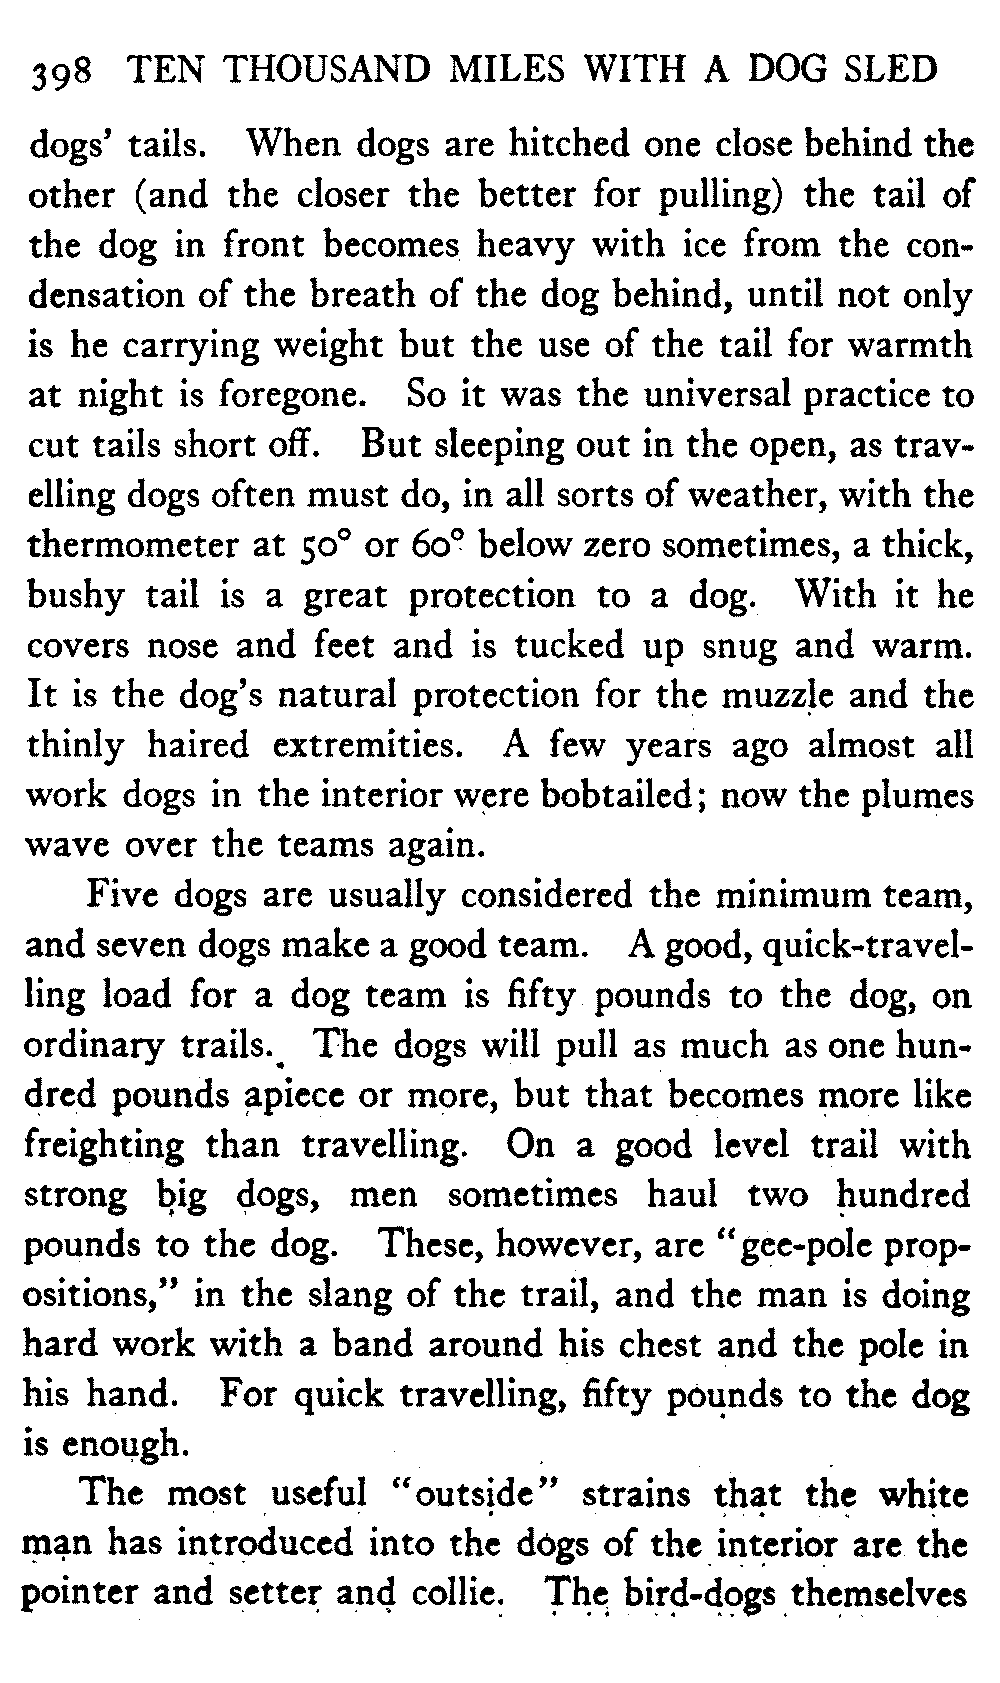 398 TEN THOUSAND MILES WITH A DOG SLED
dogs' tails. When dogs are hitched one close behind the
other (and the closer the better for pulling) the tail of
the dog in front becomes heavy with ice from the con-
densation of the breath of the dog behind, until not only
is he carrying weight but the use of the tail for warmth
at night is foregone. So it was the universal practice to
cut tails short off. But sleeping out in the open, as trav-
elling dogs often must do, in all sorts of weather, with the
thermometer at 50° or 60° below zero sometimes, a thick,
bushy tail is a great protection to a dog. With it he
covers nose and feet and is tucked up snug and warm.
It is the dog's natural protection for the muzzle and the
thinly haired extremities. A few years ago almost all
work dogs in the interior were bobtailed; now the plumes
wave over the teams again.
Five dogs are usually considered the minimum team,
and seven dogs make a good team. A good, quick-travel-
ling load for a dog team is fifty pounds to the dog, on
ordinary trails. The dogs will pull as much as one hun-
dred pounds apiece or more, but that becomes more like
freighting than travelling. On a good level trail with
strong big dogs, men sometimes haul two hundred
pounds to the dog. These, however, are "gee-pole prop-
ositions," in the slang of the trail, and the man is doing
hard work with a band around his chest and the pole in
his hand. For quick travelling, fifty pounds to the dog
is enough.
The most useful "outside" strains that the white
man has introduced into the dogs of the interior are the
pointer and setter and collie. The bird-dogs themselves